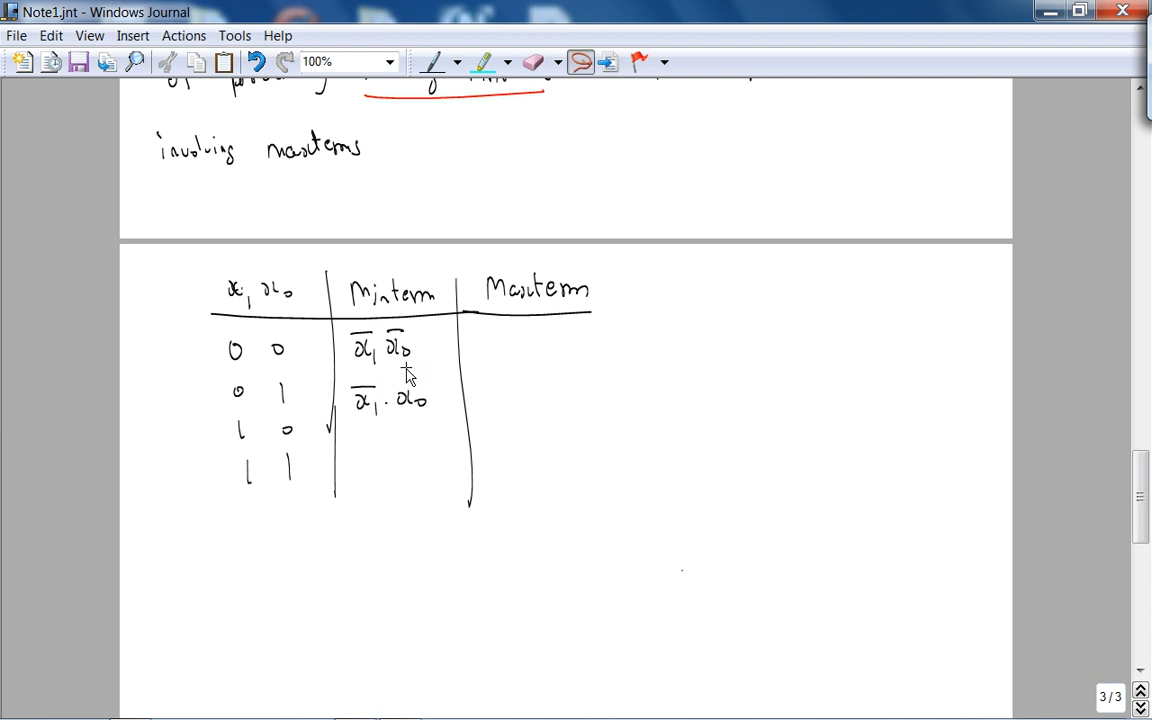 Note1.jnt - Windows Journal
File Edit View Insert Actions Tools Help
100%
of
involving maxterms
x₁ x₀ Minterm Maxterm
0 0 x̅₁ x̅₀
0 1 x̅₁ . x₀
1 0
1 1
3/3